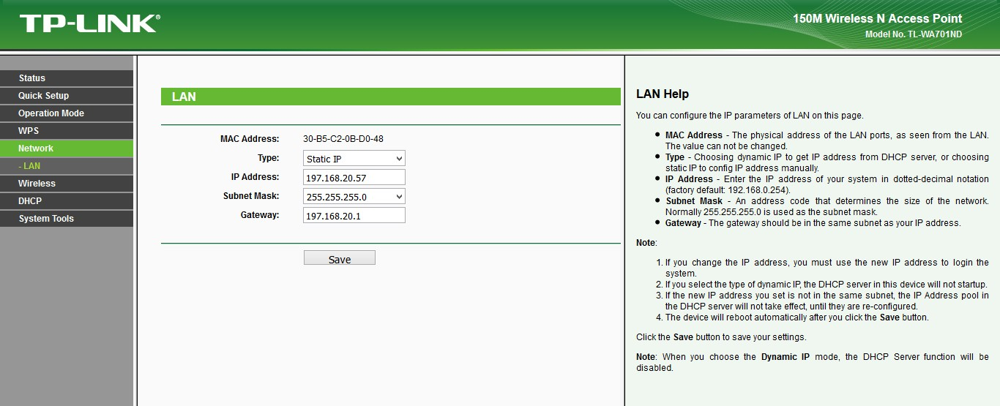 TP-LINK®
150M Wireless N Access Point
Model No. TL-WA701ND
Status
Quick Setup
Operation Mode
WPS
Network
- LAN
Wireless
DHCP
System Tools
LAN
MAC Address: 30-B5-C2-0B-D0-48
Type: Static IP
IP Address: 197.168.20.57
Subnet Mask: 255.255.255.0
Gateway: 197.168.20.1
Save
LAN Help
You can configure the IP parameters of LAN on this page.
• MAC Address - The physical address of the LAN ports, as seen from the LAN.
The value can not be changed.
• Type - Choosing dynamic IP to get IP address from DHCP server, or choosing
static IP to config IP address manually.
• IP Address - Enter the IP address of your system in dotted-decimal notation
(factory default: 192.168.0.254).
• Subnet Mask - An address code that determines the size of the network.
Normally 255.255.255.0 is used as the subnet mask.
• Gateway - The gateway should be in the same subnet as your IP address.
Note:
1. If you change the IP address, you must use the new IP address to login the
system.
2. If you select the type of dynamic IP, the DHCP server in this device will not startup.
3. If the new IP address you set is not in the same subnet, the IP Address pool in
the DHCP server will not take effect, until they are re-configured.
4. The device will reboot automatically after you click the Save button.
Click the Save button to save your settings.
Note: When you choose the Dynamic IP mode, the DHCP Server function will be
disabled.